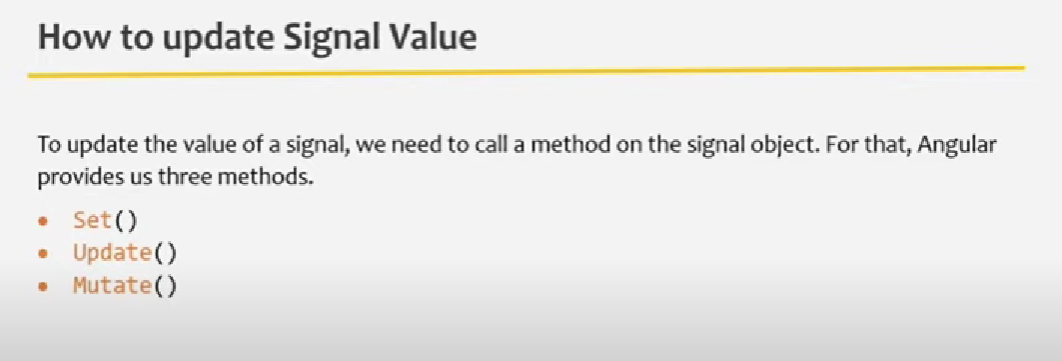 How to update Signal Value
To update the value of a signal, we need to call a method on the signal object. For that, Angular
provides us three methods.
• Set()
• Update()
• Mutate()